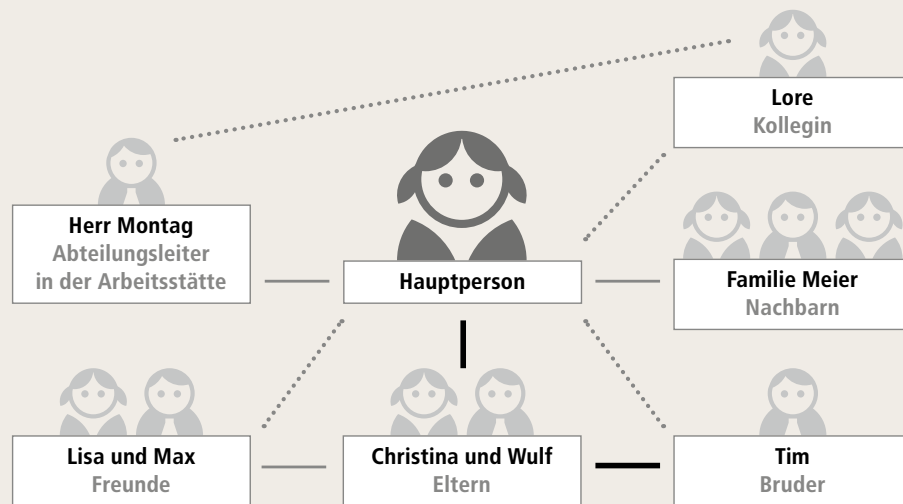 Lore
Kollegin
Herr Montag
Abteilungsleiter
in der Arbeitsstätte
Hauptperson
Familie Meier
Nachbarn
Lisa und Max
Freunde
Christina und Wulf
Eltern
Tim
Bruder